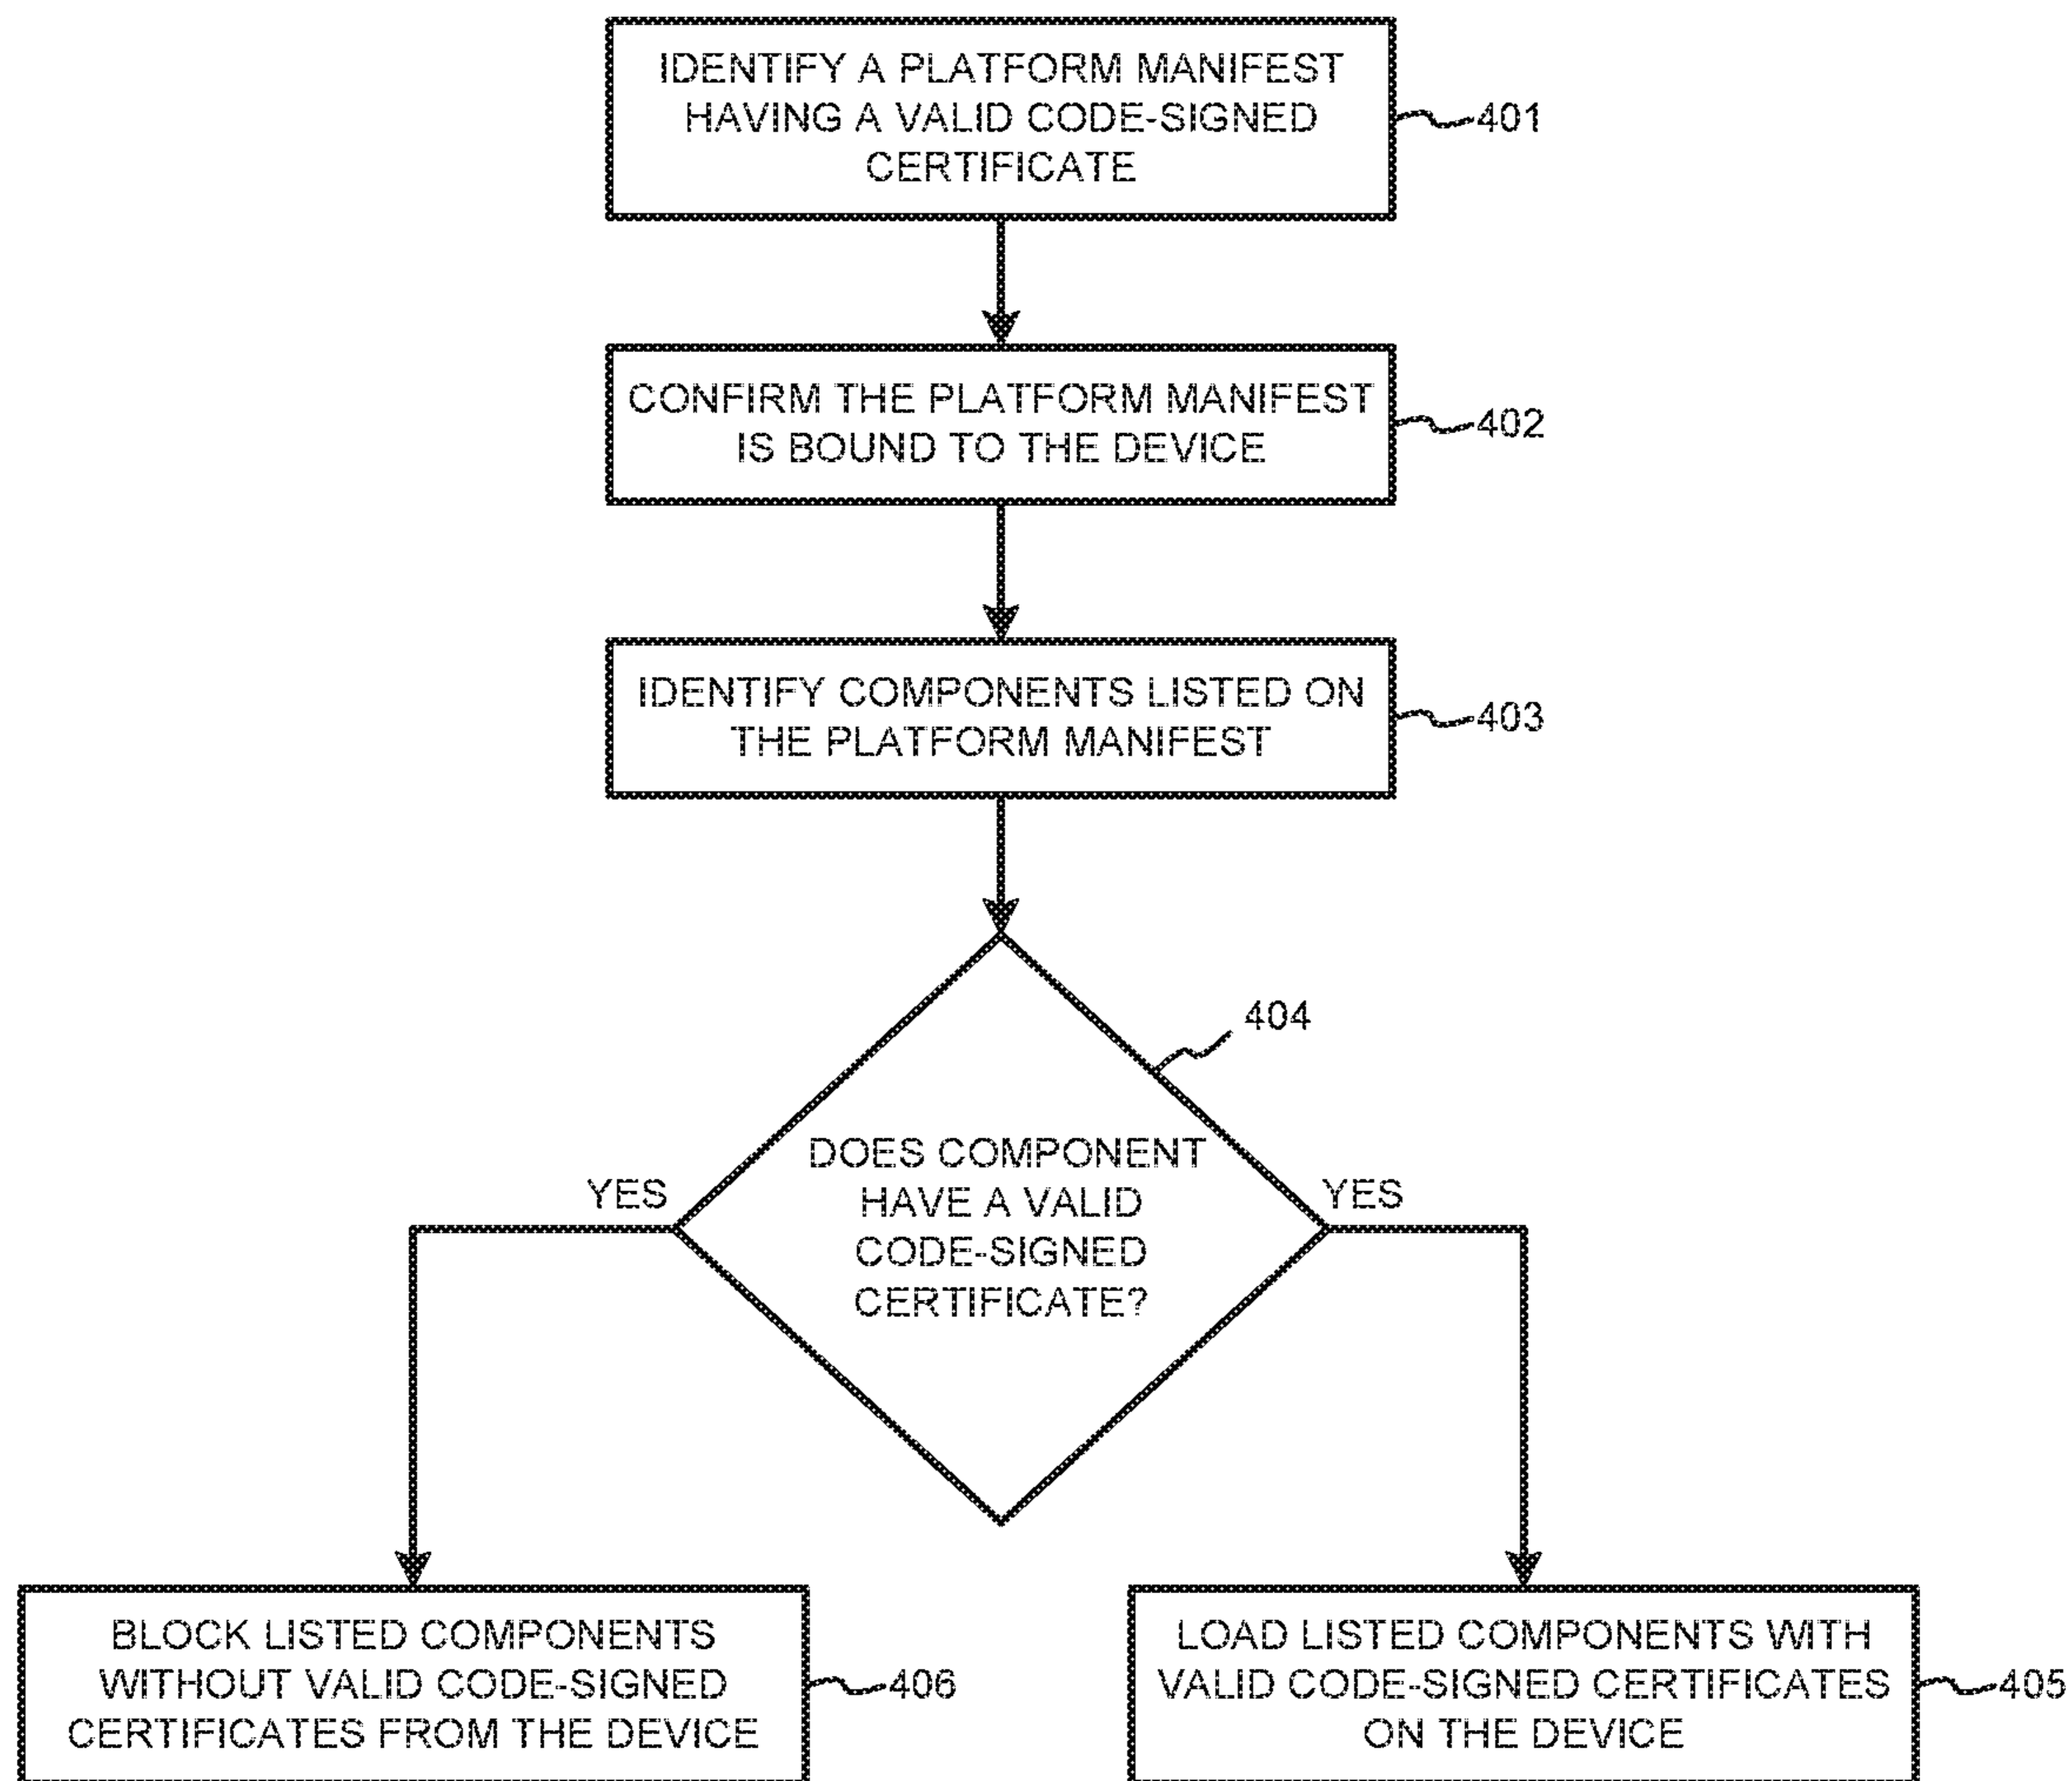 IDENTIFY A PLATFORM MANIFEST
HAVING A VALID CODE-SIGNED
CERTIFICATE
401
CONFIRM THE PLATFORM MANIFEST
IS BOUND TO THE DEVICE
402
IDENTIFY COMPONENTS LISTED ON
THE PLATFORM MANIFEST
403
404
DOES COMPONENT
HAVE A VALID
CODE-SIGNED
CERTIFICATE?
YES
YES
BLOCK LISTED COMPONENTS
WITHOUT VALID CODE-SIGNED
CERTIFICATES FROM THE DEVICE
406
LOAD LISTED COMPONENTS WITH
VALID CODE-SIGNED CERTIFICATES
ON THE DEVICE
405